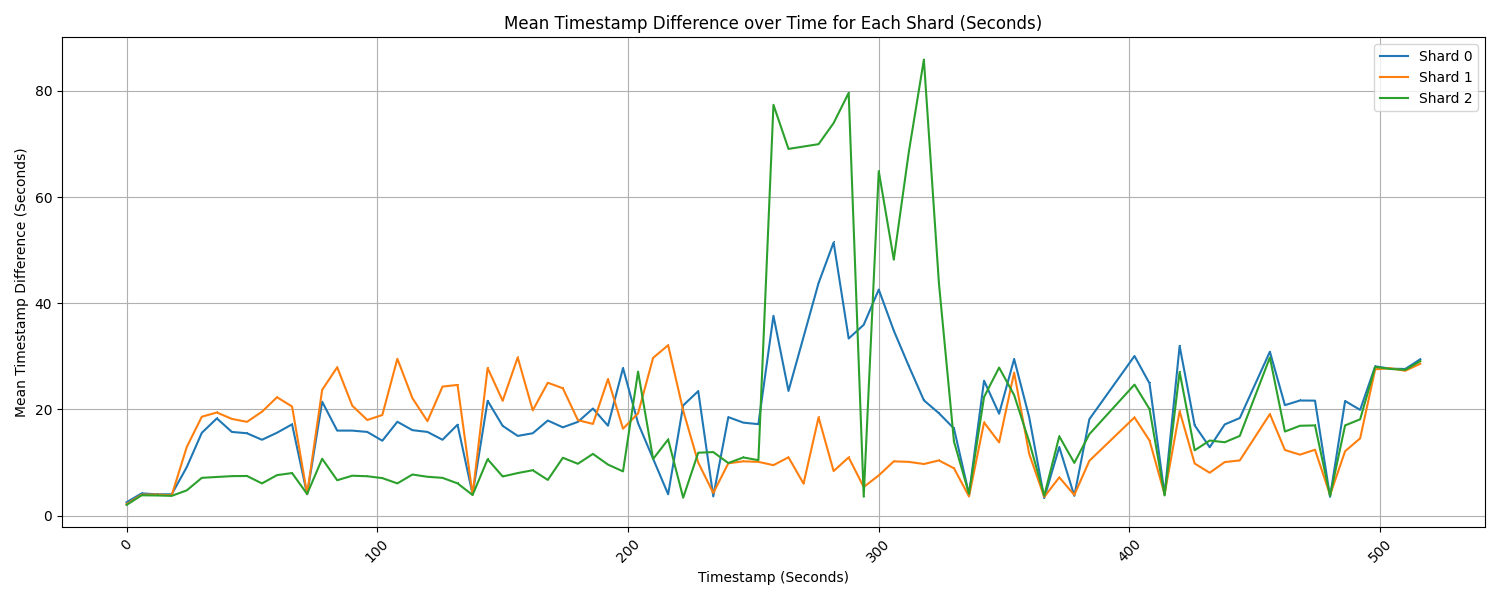 Mean Timestamp Difference over Time for Each Shard (Seconds)
Shard 0
Shard 1
Shard 2
Mean Timestamp Difference (Seconds)
80
60
40
20
0
0
100
200
300
400
500
Timestamp (Seconds)